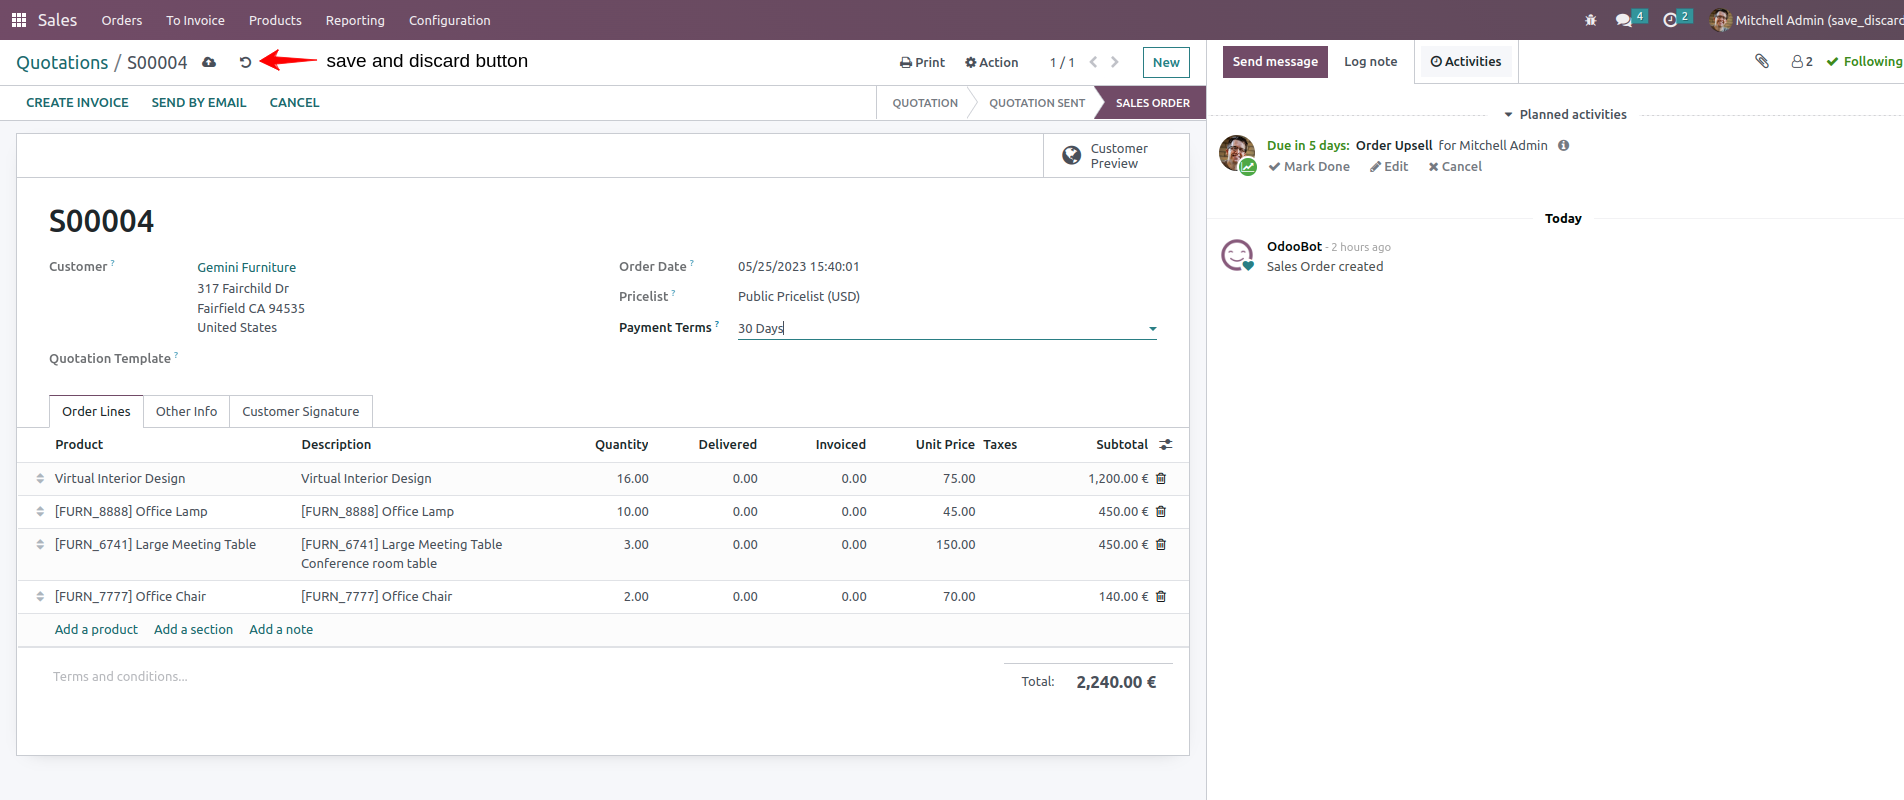 Sales Orders To Invoice Products Reporting Configuration 4 2 Mitchell Admin (save_discard
Quotations / S00004 save and discard button Print Action 1 / 1 New
Send message Log note Activities 2 Following
CREATE INVOICE SEND BY EMAIL CANCEL QUOTATION QUOTATION SENT SALES ORDER
Customer
Preview
S00004
Customer ? Gemini Furniture
317 Fairchild Dr
Fairfield CA 94535
United States
Quotation Template ?
Order Date ? 05/25/2023 15:40:01
Pricelist ? Public Pricelist (USD)
Payment Terms ? 30 Days
Order Lines Other Info Customer Signature
Product Description Quantity Delivered Invoiced Unit Price Taxes Subtotal
Virtual Interior Design Virtual Interior Design 16.00 0.00 0.00 75.00 1,200.00 €
[FURN_8888] Office Lamp [FURN_8888] Office Lamp 10.00 0.00 0.00 45.00 450.00 €
[FURN_6741] Large Meeting Table [FURN_6741] Large Meeting Table 3.00 0.00 0.00 150.00 450.00 €
Conference room table
[FURN_7777] Office Chair [FURN_7777] Office Chair 2.00 0.00 0.00 70.00 140.00 €
Add a product Add a section Add a note
Terms and conditions...
Total: 2,240.00 €
Planned activities
Due in 5 days: Order Upsell for Mitchell Admin
Mark Done Edit Cancel
Today
OdooBot - 2 hours ago
Sales Order created